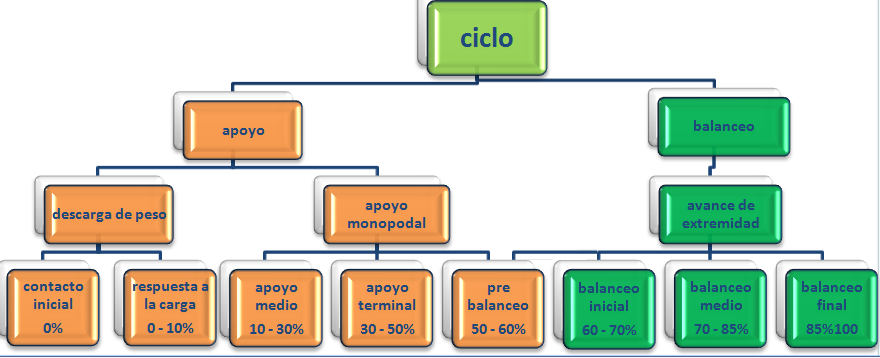 ciclo
apoyo
balanceo
descarga de peso
apoyo
monopodal
avance de
extremidad
contacto
inicial
0%
respuesta a
la carga
0 - 10%
apoyo
medio
10 - 30%
apoyo
terminal
30 - 50%
pre
balanceo
50 - 60%
balanceo
inicial
60 - 70%
balanceo
medio
70 - 85%
balanceo
final
85%100